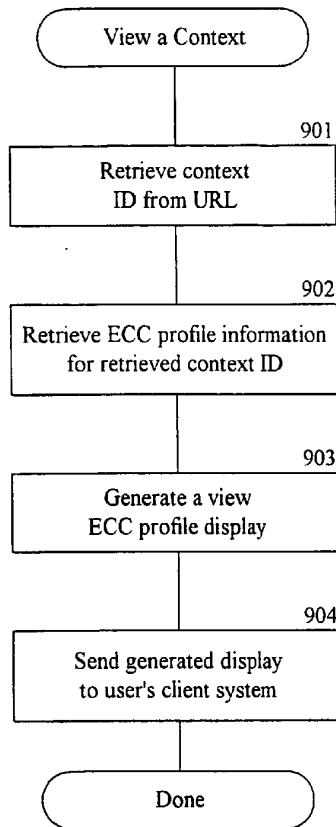 View a Context
901
Retrieve context
ID from URL
902
Retrieve ECC profile information
for retrieved context ID
903
Generate a view
ECC profile display
904
Send generated display
to user's client system
Done